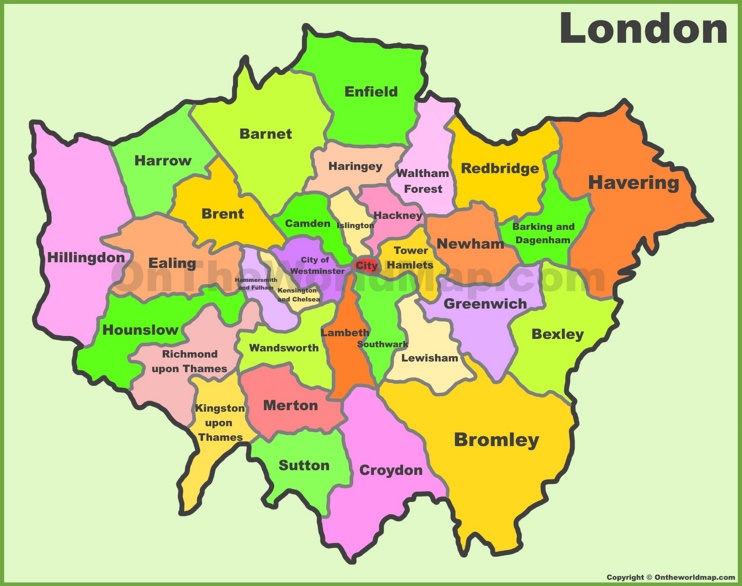 London
Enfield
Barnet
Harrow
Haringey
Waltham
Forest
Redbridge
Havering
Brent
Camden
Islington
Hackney
Barking and
Dagenham
Hillingdon
Ealing
City of
Westminster
City
Tower
Hamlets
Newham
OnTheWorldMap.com
Hammersmith
and Fulham
Kensington
and Chelsea
Greenwich
Hounslow
Lambeth
Southwark
Bexley
Richmond
upon Thames
Wandsworth
Lewisham
Kingston
upon
Thames
Merton
Bromley
Sutton
Croydon
Copyright © Ontheworldmap.com